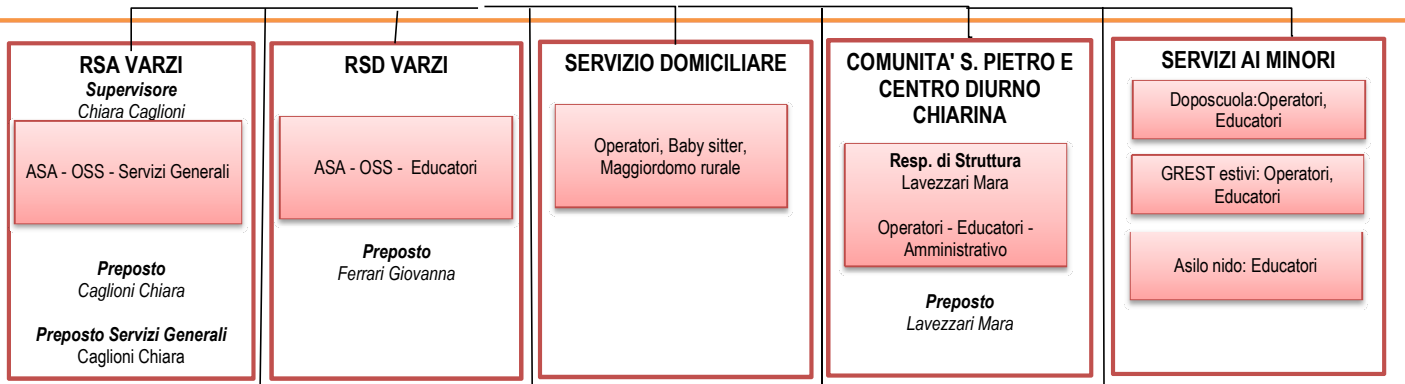 RSA VARZI
Supervisore
Chiara Caglioni
ASA - OSS - Servizi Generali
Preposto
Caglioni Chiara
Preposto Servizi Generali
Caglioni Chiara
RSD VARZI
ASA - OSS - Educatori
Preposto
Ferrari Giovanna
SERVIZIO DOMICILIARE
Operatori, Baby sitter,
Maggiordomo rurale
COMUNITA' S. PIETRO E
CENTRO DIURNO
CHIARINA
Resp. di Struttura
Lavezzari Mara
Operatori - Educatori -
Amministrativo
Preposto
Lavezzari Mara
SERVIZI AI MINORI
Doposcuola:Operatori,
Educatori
GREST estivi: Operatori,
Educatori
Asilo nido: Educatori